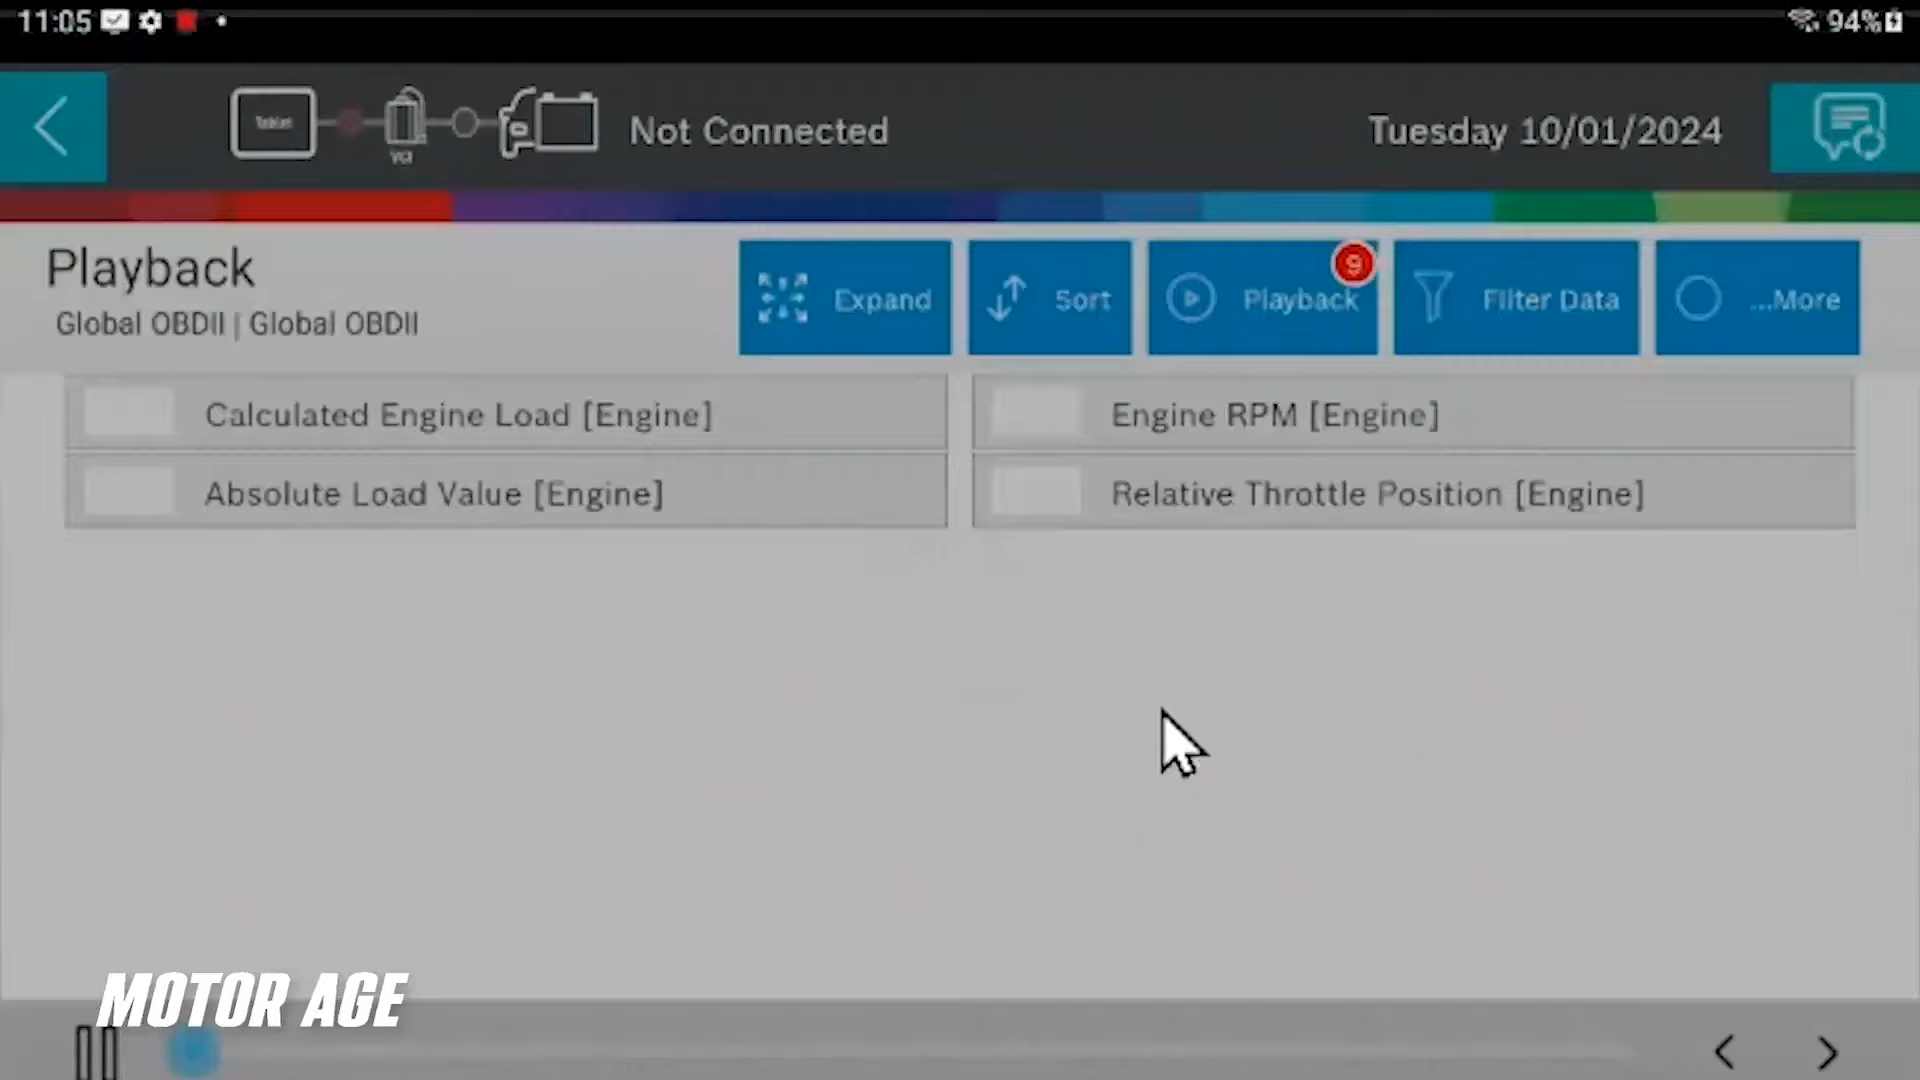 11:05
94%
Tablet
VCI
Not Connected
Tuesday 10/01/2024
Playback
Global OBDII | Global OBDII
Expand
Sort
Playback
9
Filter Data
...More
Calculated Engine Load [Engine]
Engine RPM [Engine]
Absolute Load Value [Engine]
Relative Throttle Position [Engine]
MOTOR AGE